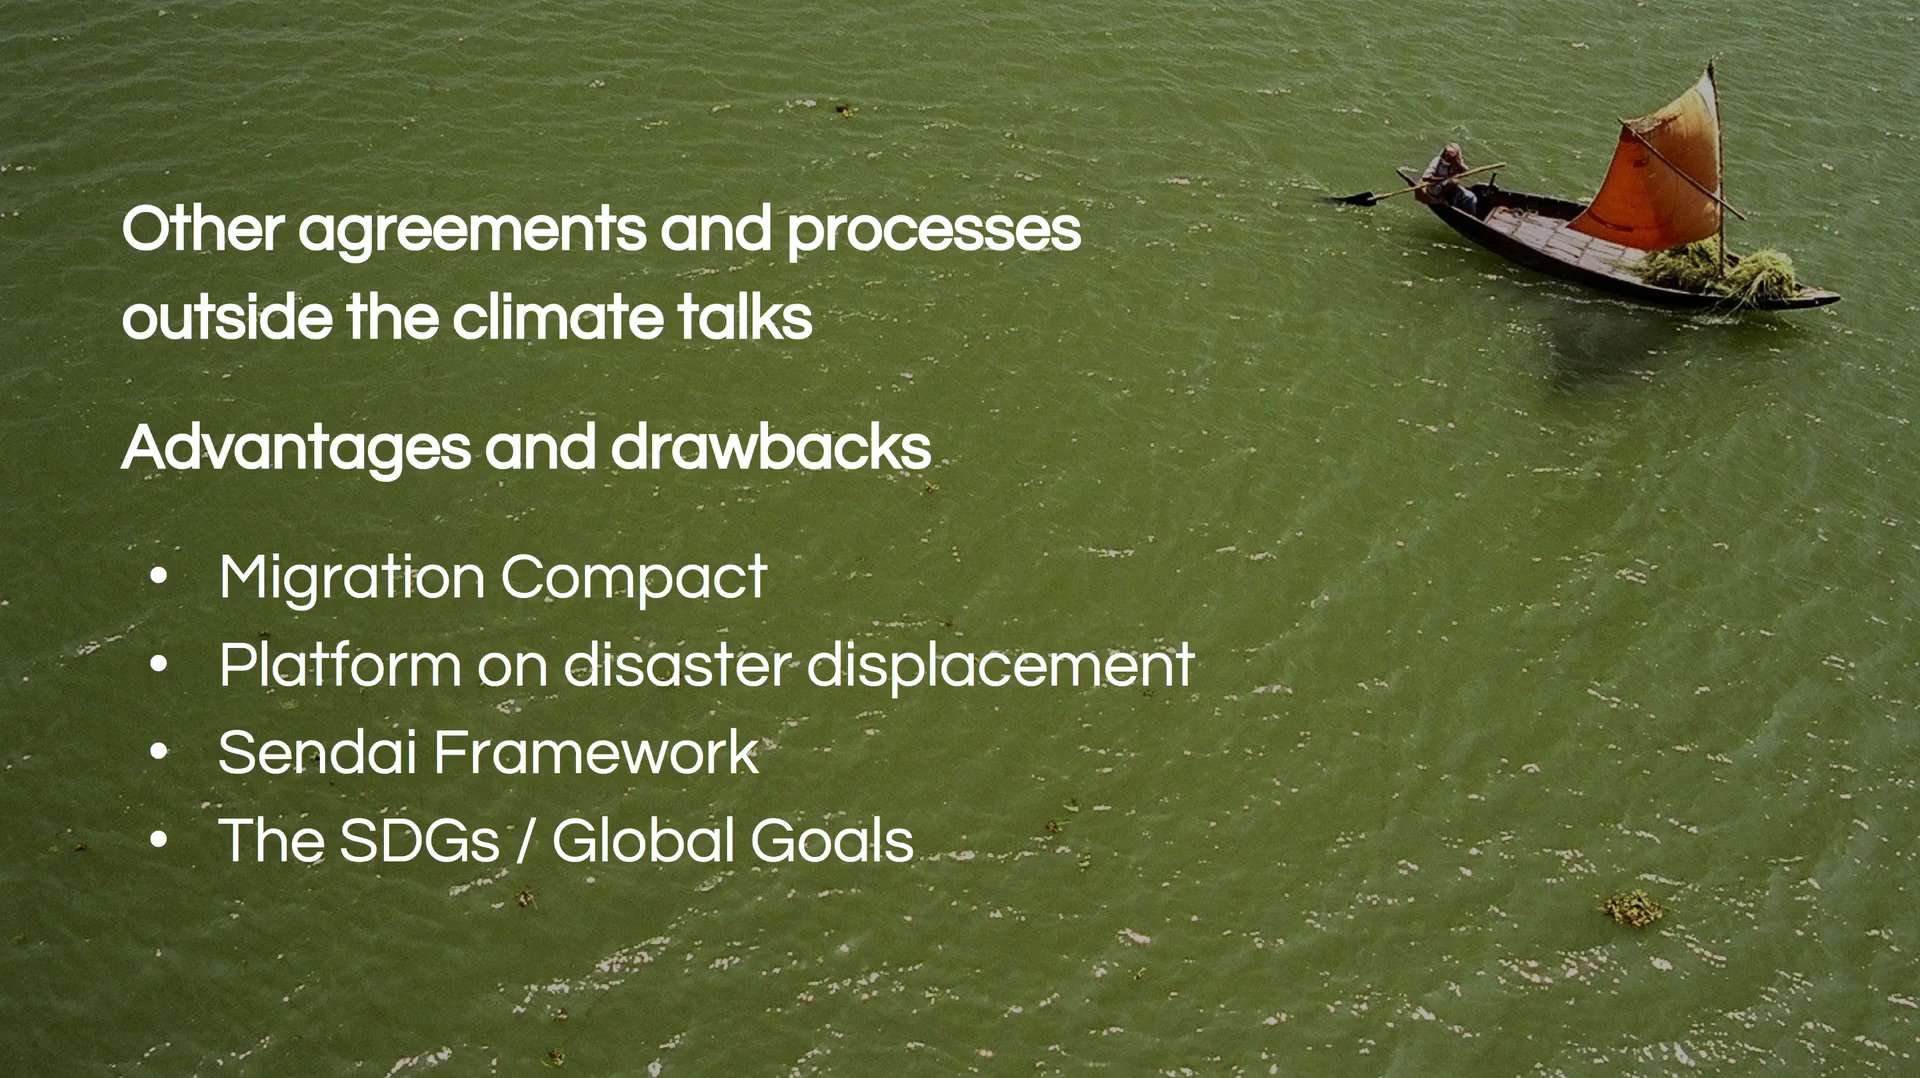 Other agreements and processes
outside the climate talks
Advantages and drawbacks
• Migration Compact
• Platform on disaster displacement
• Sendai Framework
• The SDGs / Global Goals